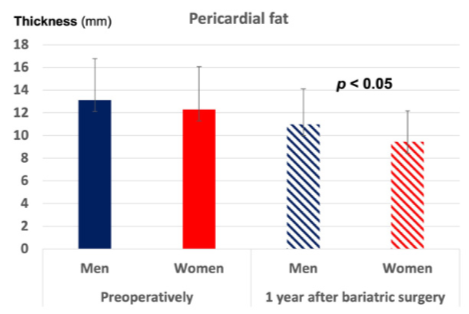 Thickness (mm)
Pericardial fat
18
16
14
12
10
8
6
4
2
0
p < 0.05
Men
Women
Men
Women
Preoperatively
1 year after bariatric surgery